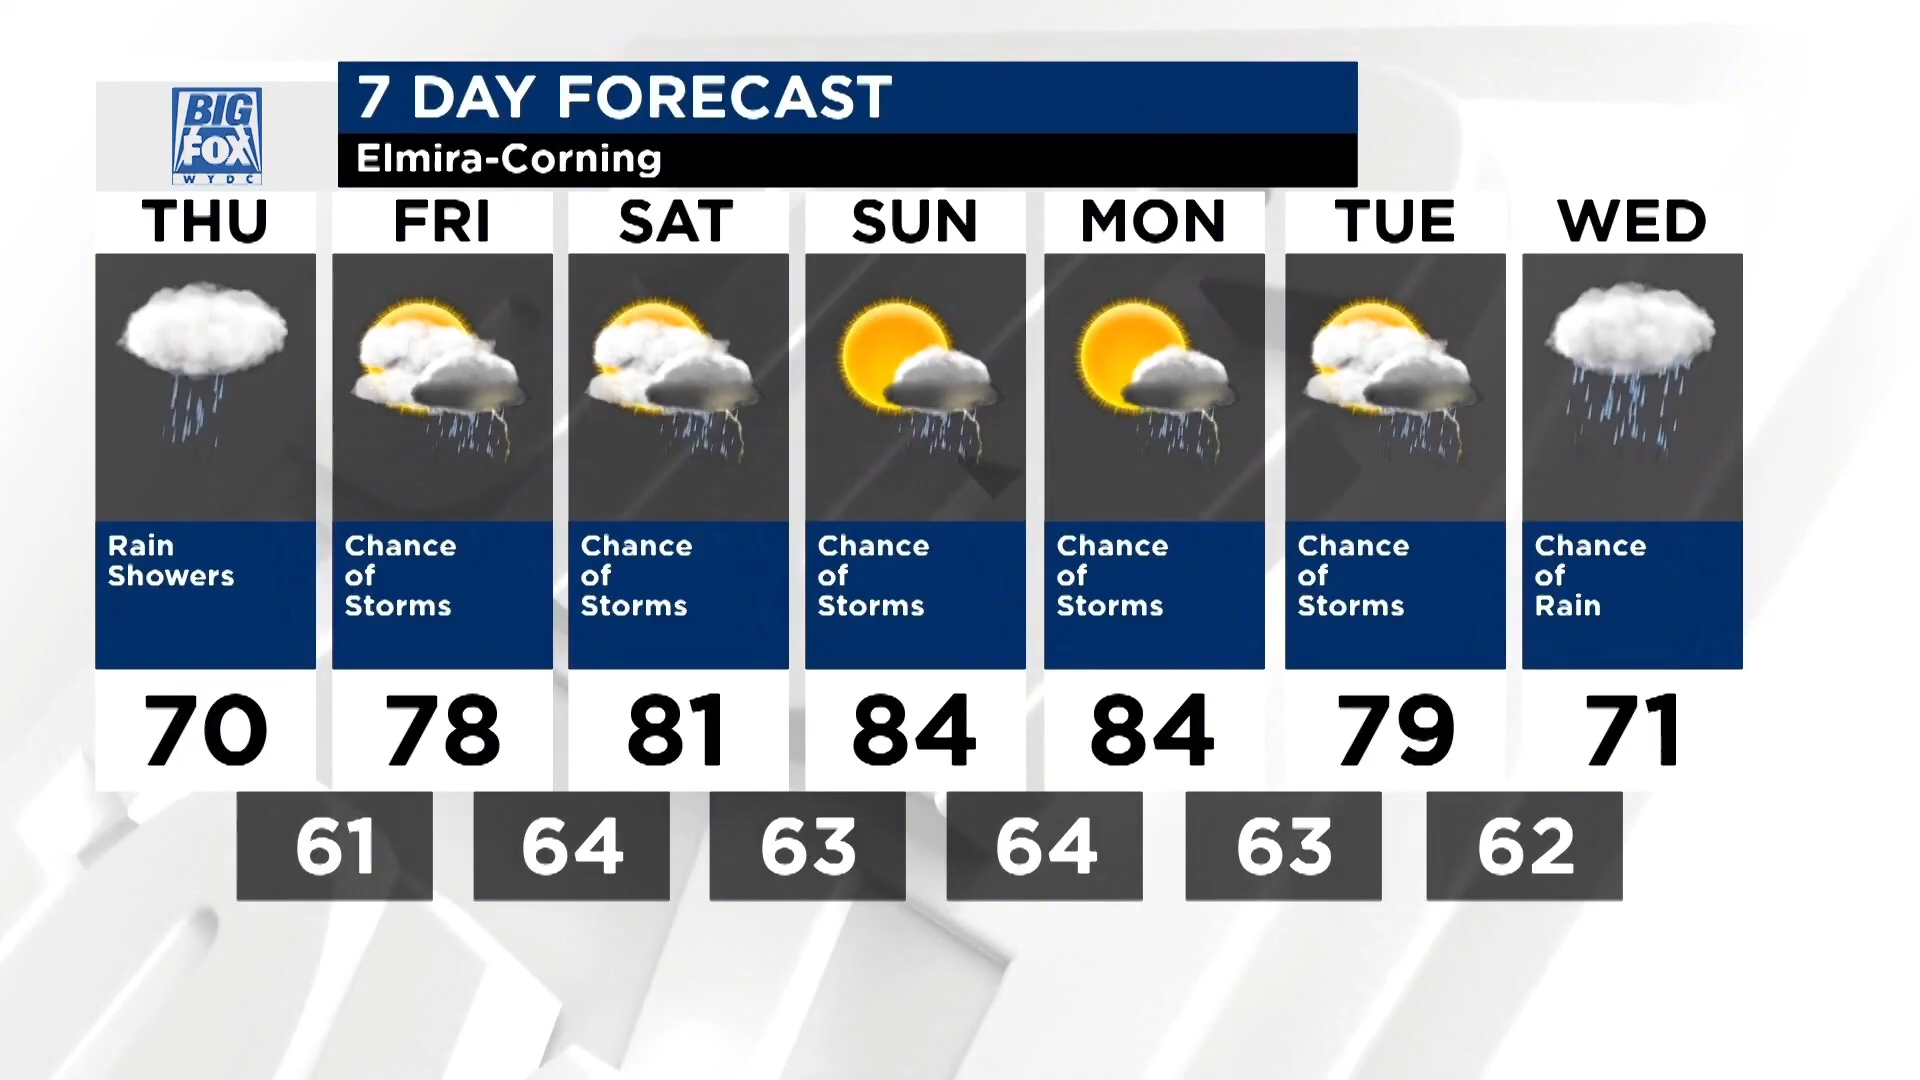 BIG
FOX
WYDC
7 DAY FORECAST
Elmira-Corning
THU
FRI
SAT
SUN
MON
TUE
WED
Rain
Showers
Chance
of
Storms
Chance
of
Storms
Chance
of
Storms
Chance
of
Storms
Chance
of
Storms
Chance
of
Rain
70
78
81
84
84
79
71
61
64
63
64
63
62